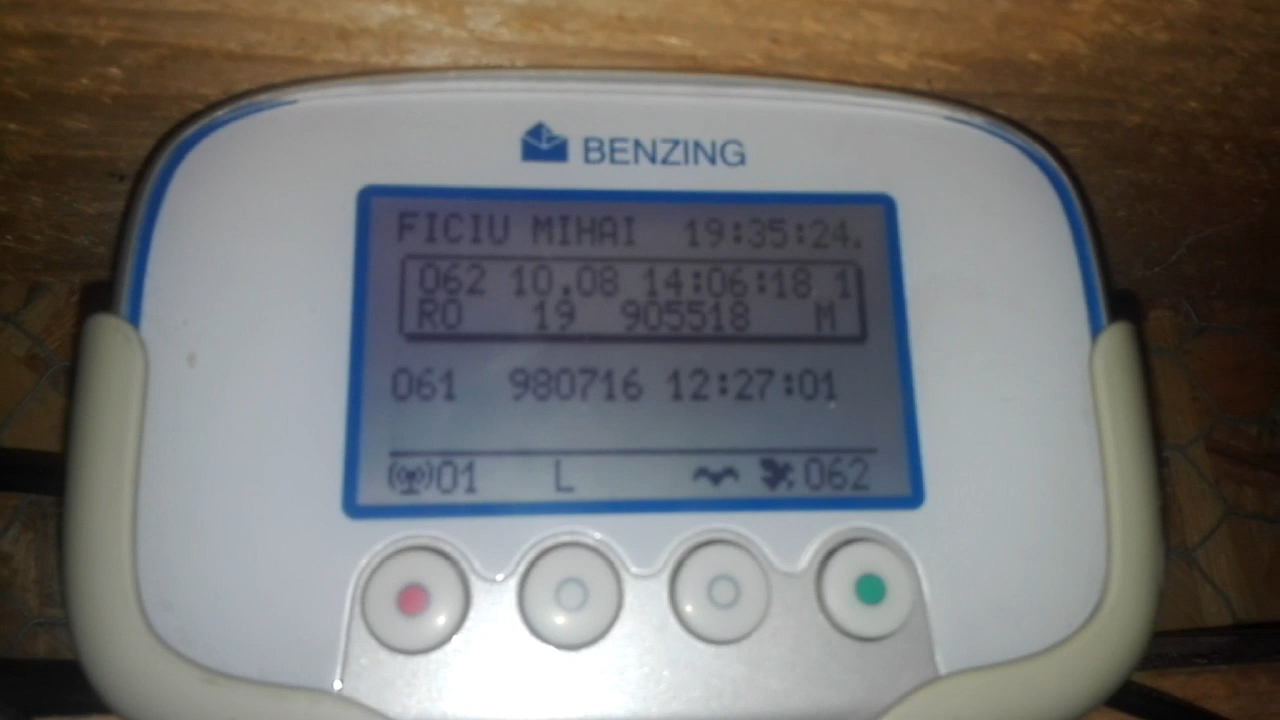 BENZING
FICIU MIHAI 19:35:24.
062 10.08 14:06:18 1
RO 19 905518 M
061 980716 12:27:01
01 L 062